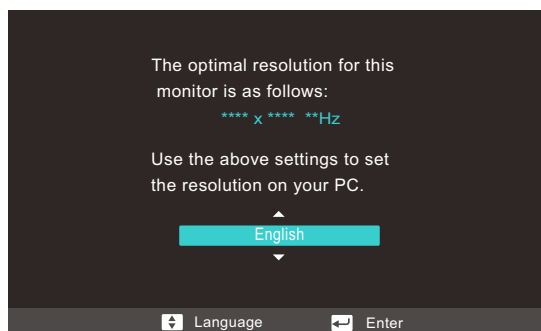 The optimal resolution for this
monitor is as follows:
**** x **** **Hz
Use the above settings to set
the resolution on your PC.
English
Language Enter